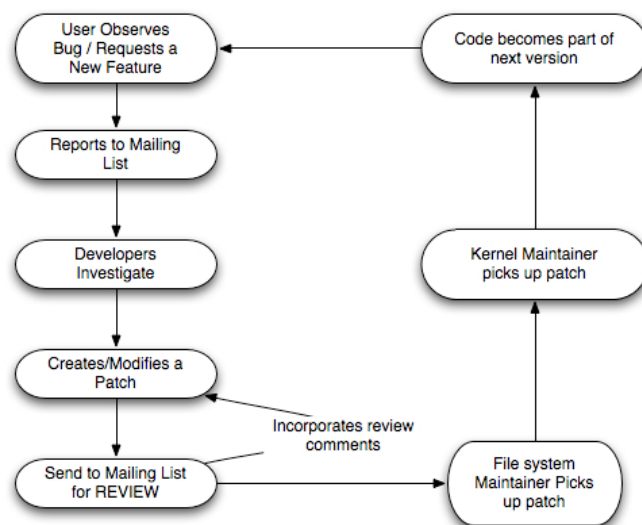 User Observes
Bug / Requests a
New Feature
Code becomes part of
next version
Reports to Mailing
List
Developers
Investigate
Kernel Maintainer
picks up patch
Creates/Modifies a
Patch
Incorporates review
comments
Send to Mailing List
for REVIEW
File system
Maintainer Picks
up patch